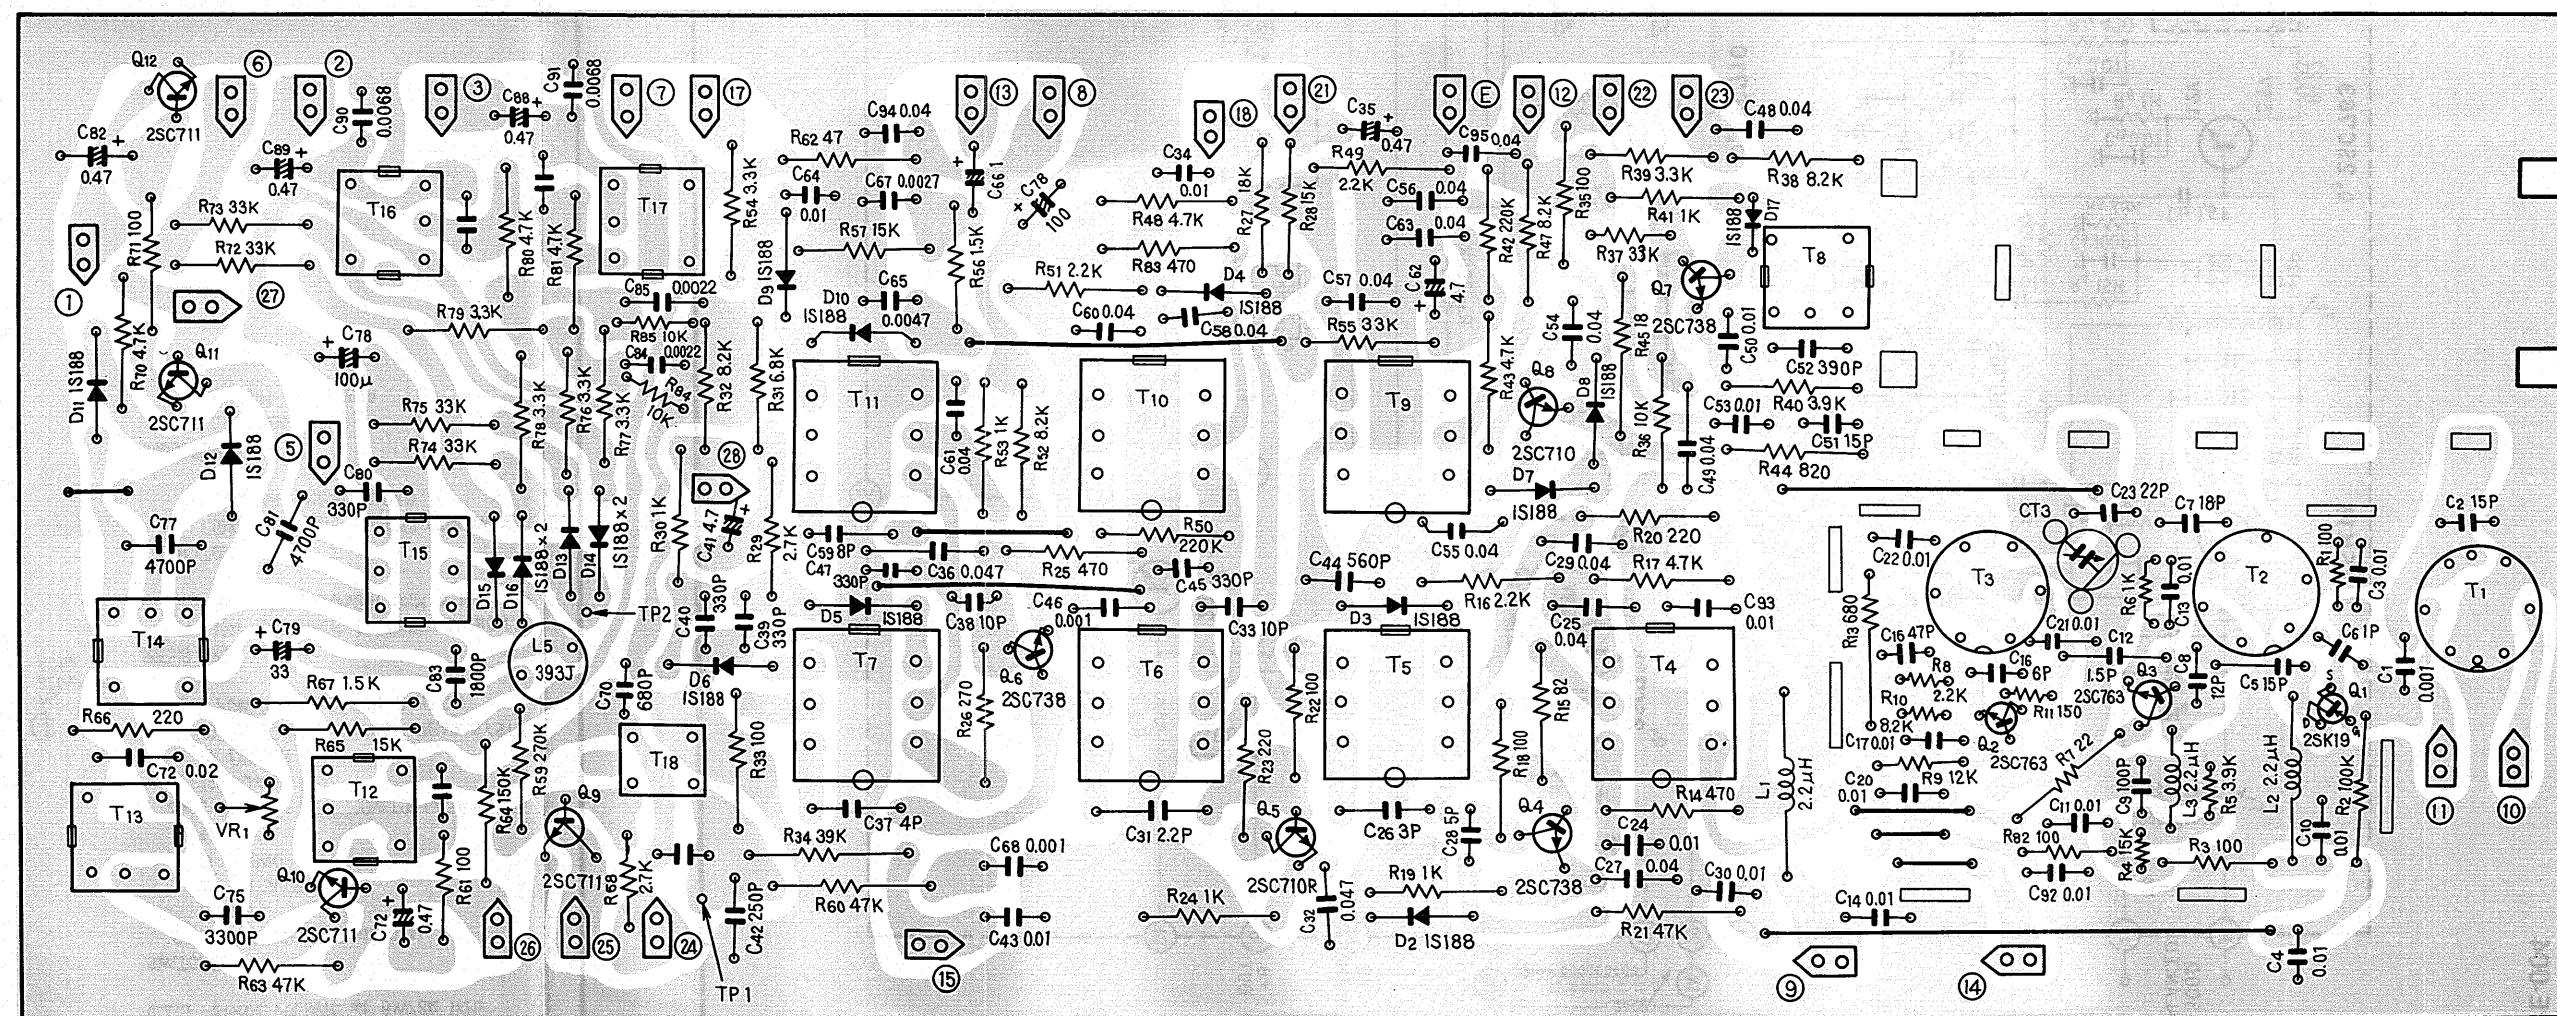 Q12
2SC711
6
2
C90 0.0068
3
C88 +
0.47
C91 0.0068
7
17
C94 0.04
13
8
18
21
C35 +
0.47
E
12
22
23
C48 0.04
C82 +
0.47
C89 +
0.47
R62 47
C95 0.04
R49
2.2K
R39 3.3K
R38 8.2K
T16
T17
R54 3.3K
C64
0.01
C67 0.0027
C66 1 +
C78
100 +
C34
0.01
R48 4.7K
R27 18K
R28 15K
C56 0.04
C63 0.04
R42 220K
R47 8.2K
R35 100
R41 1K
D17
1S188
R71 100
R73 33K
R72 33K
R80 4.7K
R81 4.7K
R57 15K
R56 1.5K
R83 470
R37 33K
T8
1
27
D9 1S188
C85 0.0022
C65
0.0047
D10
1S188
R51 2.2K
D4
1S188
C57 0.04
C62
4.7 +
Q7
2SC738
R79 3.3K
R85 10K
C60 0.04
C58 0.04
R55 33K
C54 0.04
R45 18
C50 0.01
R70 4.7K
Q11
2SC711
C78 +
100μ
C84 0.0022
R84
10K
R32 8.2K
R31 6.8K
R43 4.7K
Q8
2SC710
D8
1S188
C52 390P
D11 1S188
D12
1S188
R75 33K
R74 33K
R78 3.3K
R76 3.3K
R77 3.3K
T11
C61
0.04
R53 1K
R52 8.2K
T10
T9
R36 10K
C53 0.01
R40 3.9K
C51 15P
C49 0.04
R44 820
5
28
C80
330P
C81
4700P
C77
4700P
T15
D15
D16
1S188×2
D13
D14
1S188×2
R30 1K
C41 4.7 +
R29
2.7K
C59 8P
C47
330P
C36 0.047
R25 470
R50
220K
C45 330P
D7
1S188
C55 0.04
C44 560P
R20 220
C29 0.04
R17 4.7K
R16 2.2K
C23 22P
CT3
C7 18P
C2 15P
C22 0.01
T3
T2
R1 100
C3 0.01
T1
R6 1K
C13 0.01
TP2
C40
330P
C39
330P
D5 1S188
C38 10P
C46
0.001
C33 10P
D3 1S188
C25
0.04
C93
0.01
R13 680
C15 47P
C21 0.01
C12
1.5P
C6 1P
T14
C79 +
33
L5
393J
C83
1800P
C70
680P
D6
1S188
T7
Q6
2SC738
R26 270
T6
R22 100
T5
R15 82
T4
R8
2.2K
C16
6P
Q3
2SC763
C8
12P
C5 15P
S
Q1
D
G
2SK19
C1
0.001
R67 1.5K
R66 220
R65 15K
C72 0.02
R59 270K
T18
R33 100
R23 220
R18 100
R10
8.2K
R11 150
Q2
2SC763
C17 0.01
R7 22
L1
2.2μH
T13
VR1
T12
R64 150K
Q9
2SC711
C37 4P
C31 2.2P
Q5
2SC710R
C26 3P
C28 5P
Q4
2SC738
R14 470
R9 12K
C20
0.01
C9 100P
L3 2.2μH
R5 3.9K
L2 2.2μH
R2 100K
11
10
C11 0.01
C10
0.01
C24
0.01
R34 39K
C68 0.001
Q10
2SC711
R61 100
R58
2.7K
R60 47K
R19 1K
C27 0.04
C30 0.01
R82 100
R4 15K
R3 100
C92 0.01
C75
3300P
C72 +
0.47
26
25
24
C42 250P
15
C43 0.01
R24 1K
C32
0.047
D2 1S188
R21 47K
C14 0.01
R63 47K
TP1
9
14
C4
0.01